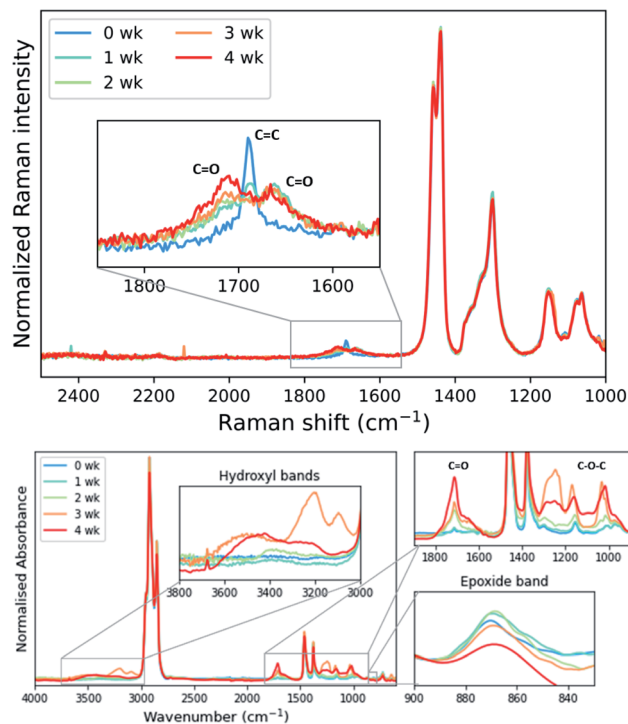 Normalized Raman intensity
0 wk
1 wk
2 wk
3 wk
4 wk
C=C
C=O
C=O
1800 1700 1600
2400 2200 2000 1800 1600 1400 1200 1000
Raman shift (cm⁻¹)
Normalised Absorbance
0 wk
1 wk
2 wk
3 wk
4 wk
Hydroxyl bands
3800 3600 3400 3200 3000
4000 3500 3000 2500 2000 1500 1000
Wavenumber (cm⁻¹)
C=O
C-O-C
1800 1600 1400 1200 1000
Epoxide band
900 880 860 840